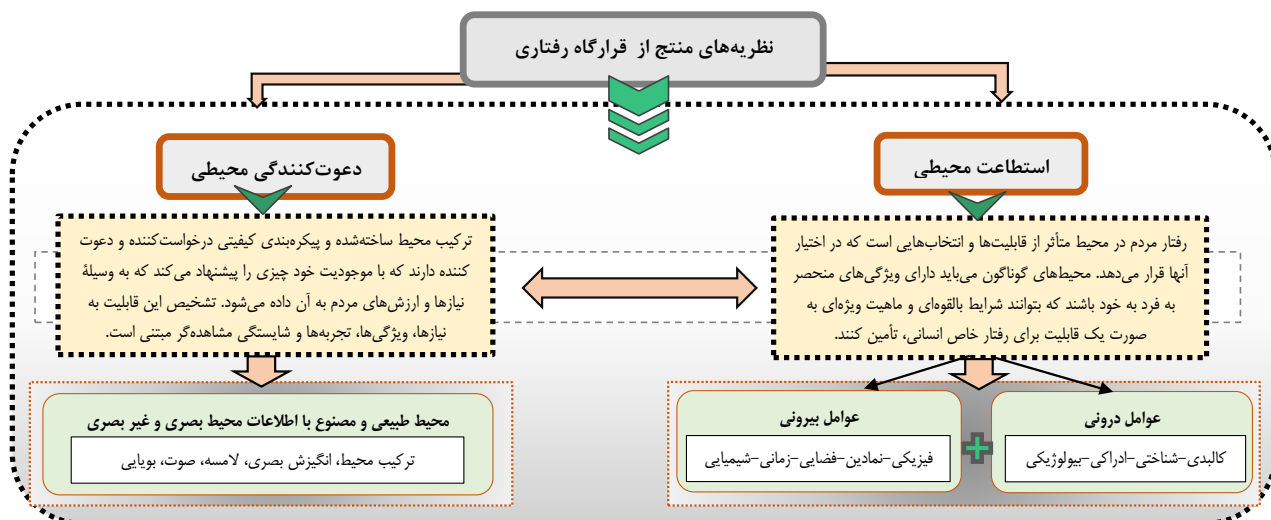 نظریه‌های منتج از قرارگاه رفتاری
استطاعت محیطی
رفتار مردم در محیط متأثر از قابلیت‌ها و انتخاب‌هایی است که در اختیار
آنها قرار می‌دهد. محیط‌های گوناگون می‌باید دارای ویژگی‌های منحصر
به فرد به خود باشند که بتوانند شرایط بالقوه‌ای و ماهیت ویژه‌ای به
صورت یک قابلیت برای رفتار خاص انسانی، تأمین کنند.
عوامل درونی
کالبدی-شناختی-ادراکی-بیولوژیکی
عوامل بیرونی
فیزیکی-نمادین-فضایی-زمانی-شیمیایی
دعوت‌کنندگی محیطی
ترکیب محیط ساخته‌شده و پیکره‌بندی کیفیتی درخواست‌کننده و دعوت
کننده دارند که با موجودیت خود چیزی را پیشنهاد می‌کند که به وسیلهٔ
نیازها و ارزش‌های مردم به آن داده می‌شود. تشخیص این قابلیت به
نیازها، ویژگی‌ها، تجربه‌ها و شایستگی مشاهده‌گر مبتنی است.
محیط طبیعی و مصنوع با اطلاعات محیط بصری و غیر بصری
ترکیب محیط، انگیزش بصری، لامسه، صوت، بویایی